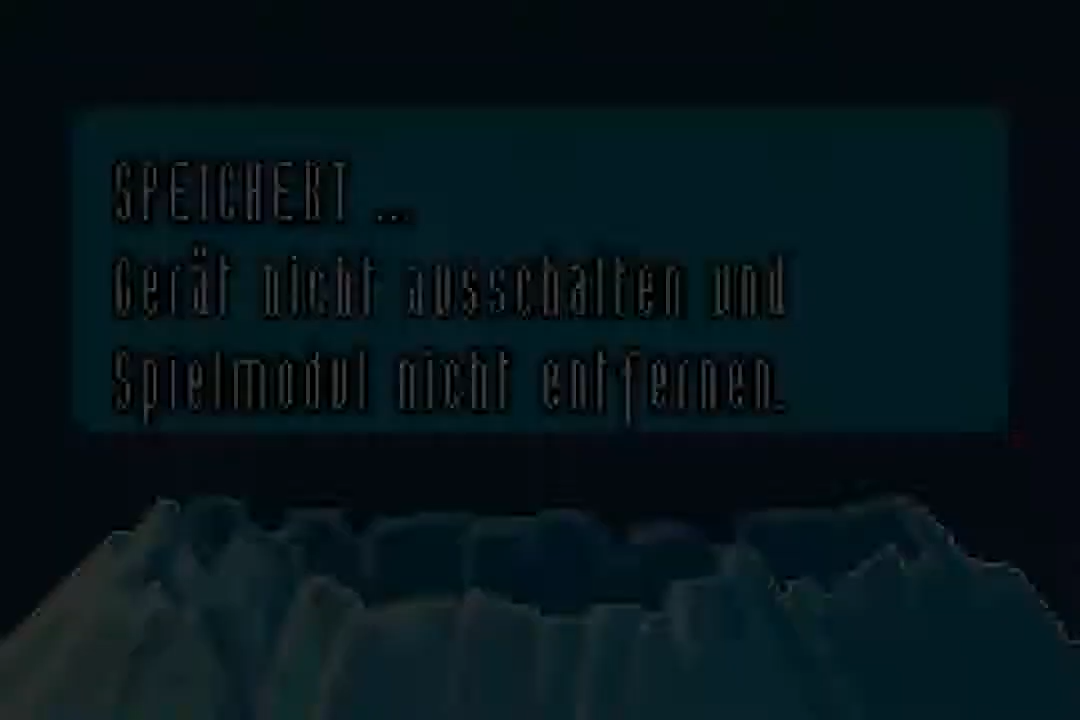 SPEICHERT ...
Gerät nicht ausschalten und
Spielmodul nicht entfernen.